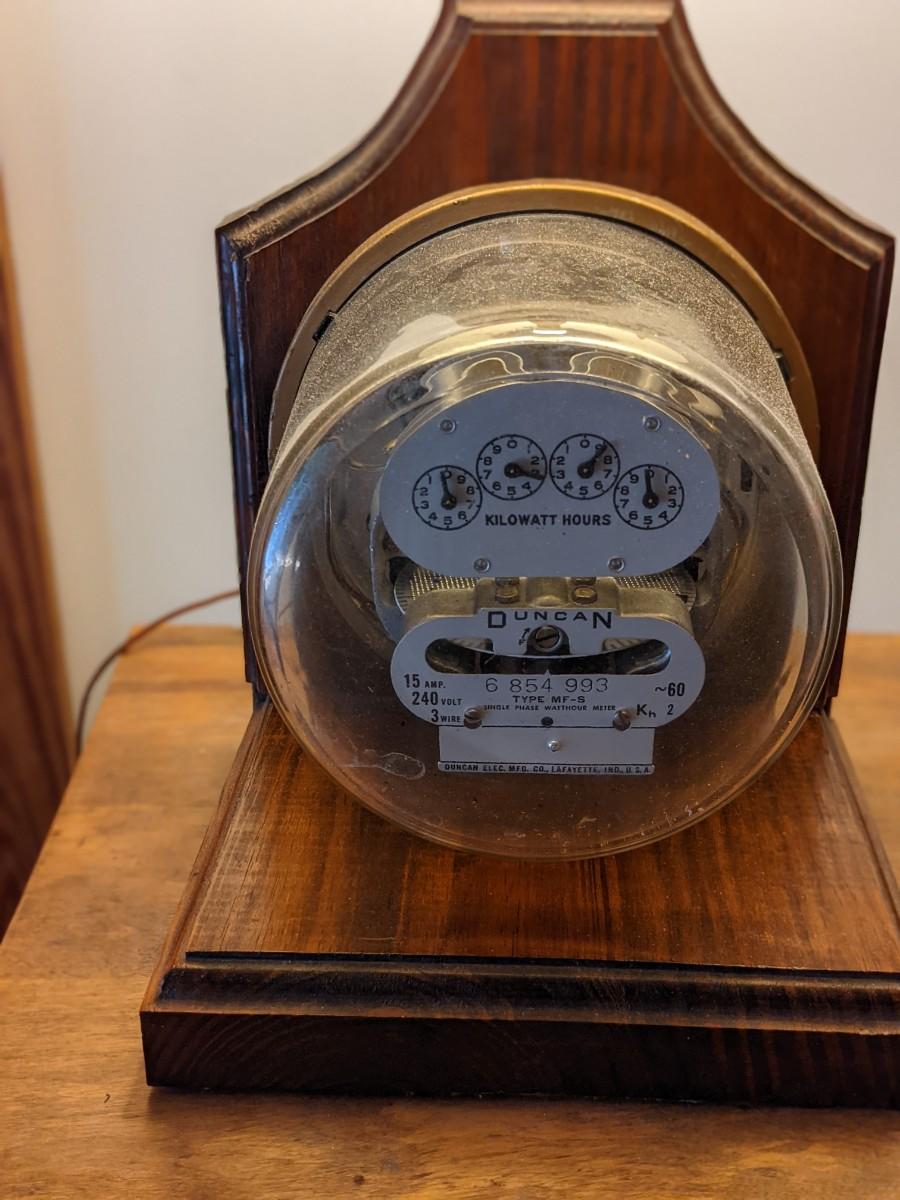 KILOWATT HOURS
DUNCAN
15 AMP.
240 VOLT
3 WIRE
6 854 993
TYPE MF-S
SINGLE PHASE WATTHOUR METER
~60
Kh 2
DUNCAN ELEC. MFG. CO., LAFAYETTE, IND., U.S.A.